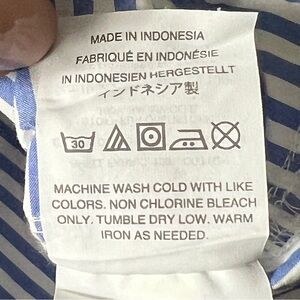 MADE IN INDONESIA
FABRIQUÉ EN INDONÉSIE
IN INDONESIEN HERGESTELLT
インドネシア製
30
MACHINE WASH COLD WITH LIKE
COLORS. NON CHLORINE BLEACH
ONLY. TUMBLE DRY LOW. WARM
IRON AS NEEDED.